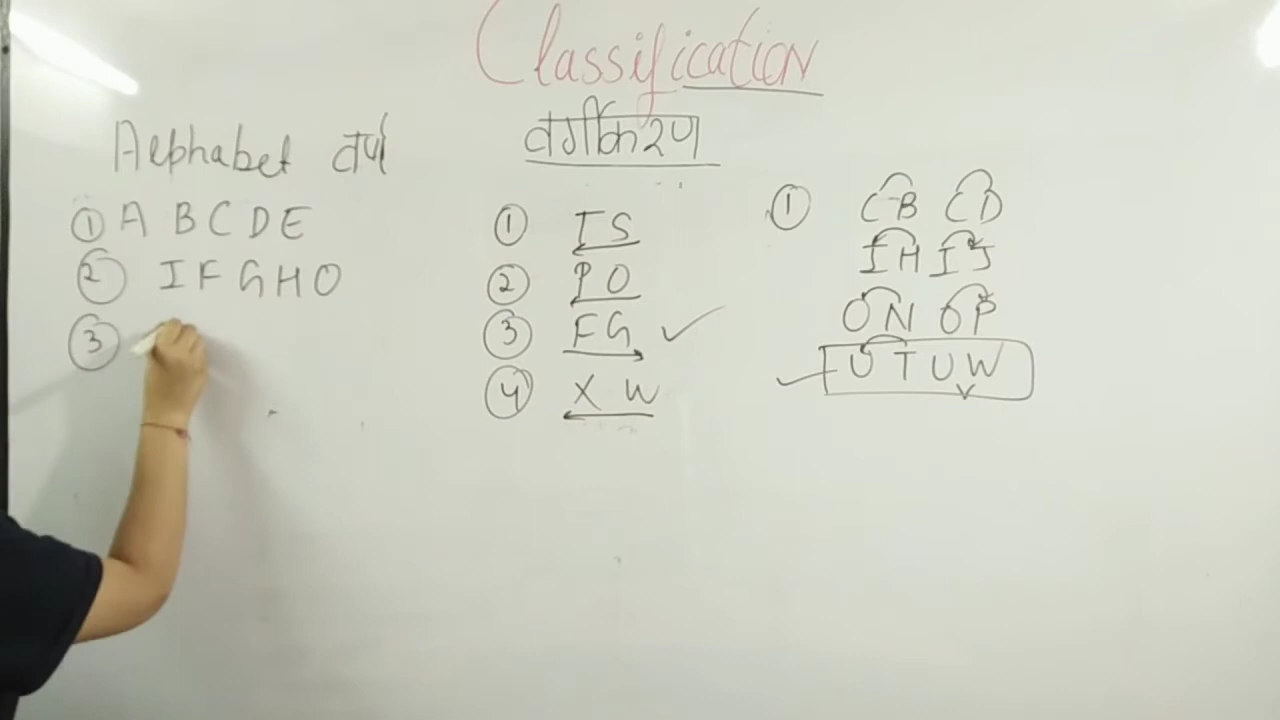 Classification
वर्गीकरण
Alphabet वर्ण
① A B C D E
② I F G H O
③
① T S
② P O
③ F G ✓
④ X W
① C B C D
I H I J
O N O P
✓ U T U W
V